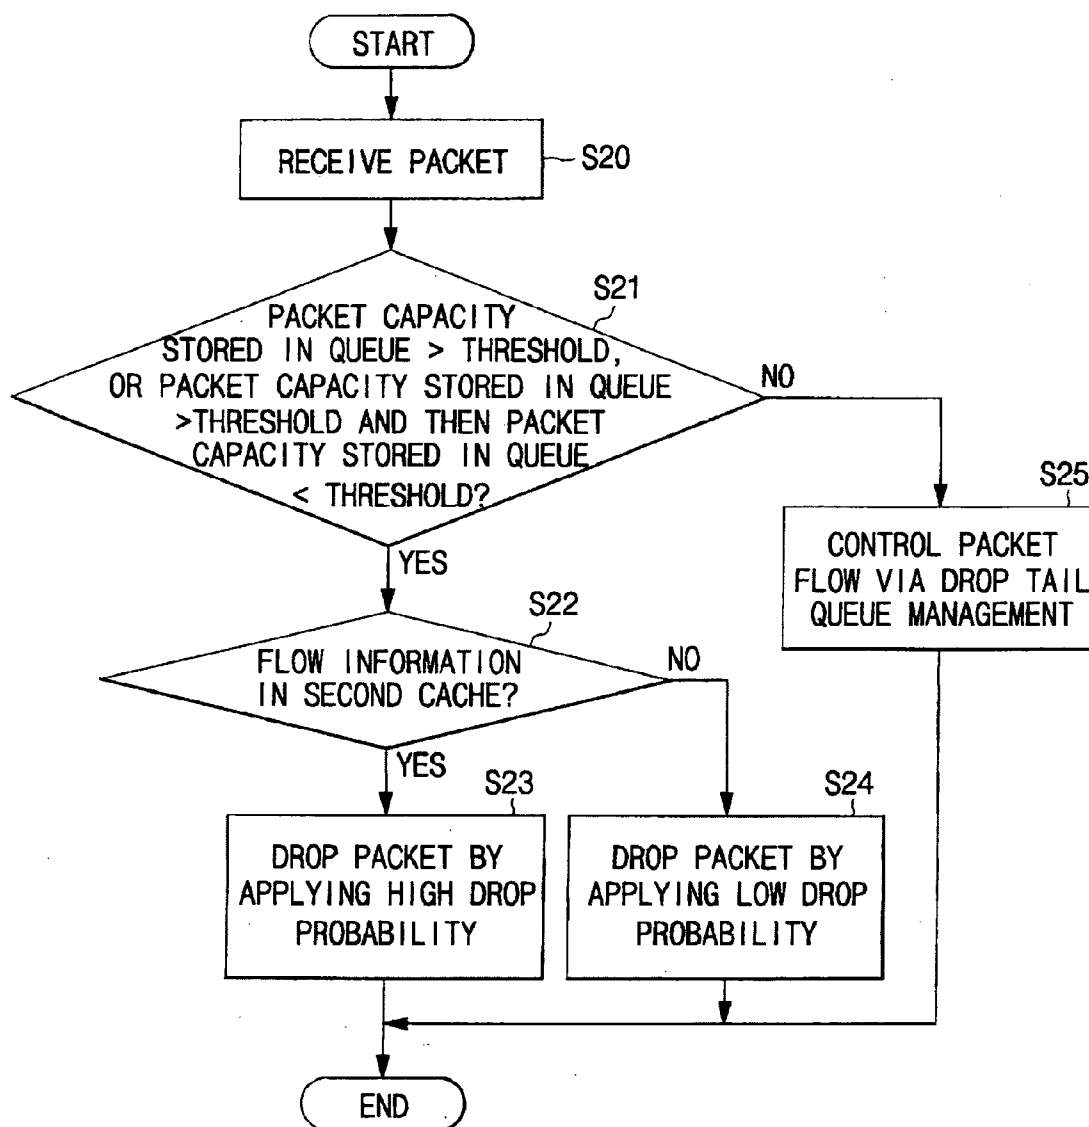 START
RECEIVE PACKET
S20
S21
PACKET CAPACITY
STORED IN QUEUE > THRESHOLD,
OR PACKET CAPACITY STORED IN QUEUE
>THRESHOLD AND THEN PACKET
CAPACITY STORED IN QUEUE
< THRESHOLD?
NO
YES
S25
CONTROL PACKET
FLOW VIA DROP TAIL
QUEUE MANAGEMENT
S22
FLOW INFORMATION
IN SECOND CACHE?
NO
YES
S23
DROP PACKET BY
APPLYING HIGH DROP
PROBABILITY
S24
DROP PACKET BY
APPLYING LOW DROP
PROBABILITY
END